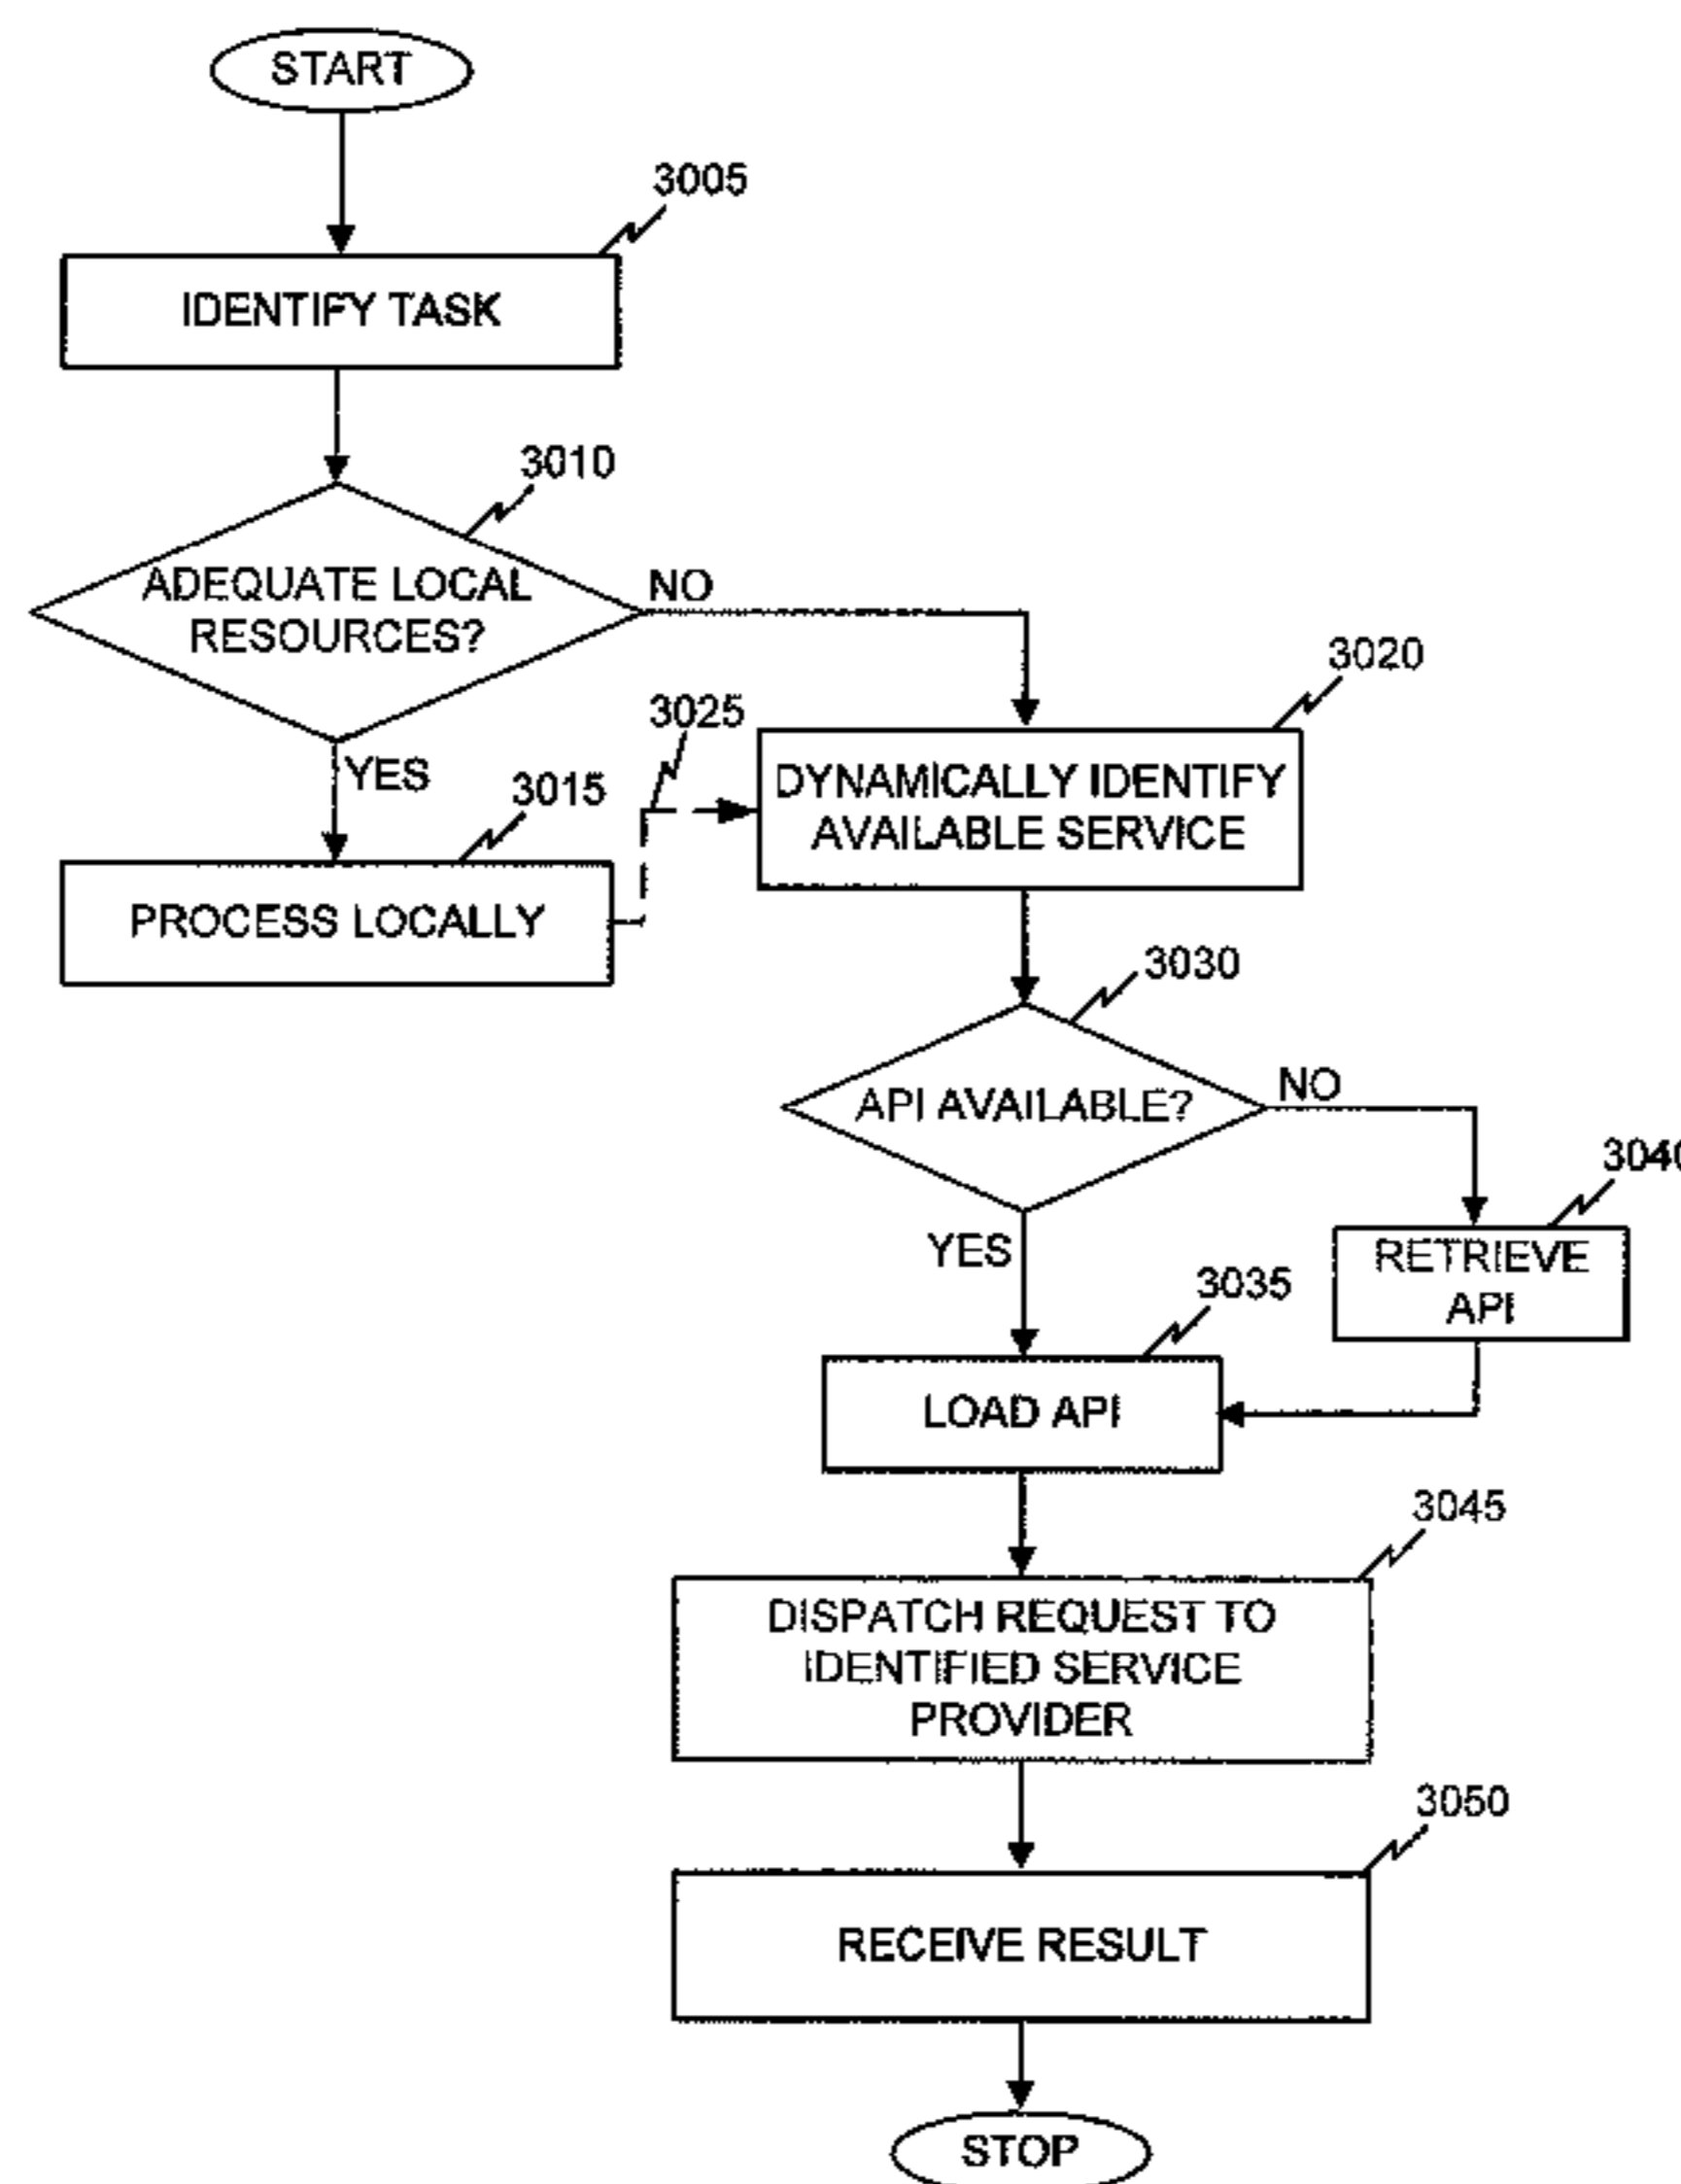 START
3005
IDENTIFY TASK
3010
ADEQUATE LOCAL
RESOURCES?
NO
3020
3025
YES
3015
DYNAMICALLY IDENTIFY
AVAILABLE SERVICE
PROCESS LOCALLY
3030
API AVAILABLE?
NO
3040
YES
RETRIEVE
API
3035
LOAD API
3045
DISPATCH REQUEST TO
IDENTIFIED SERVICE
PROVIDER
3050
RECEIVE RESULT
STOP